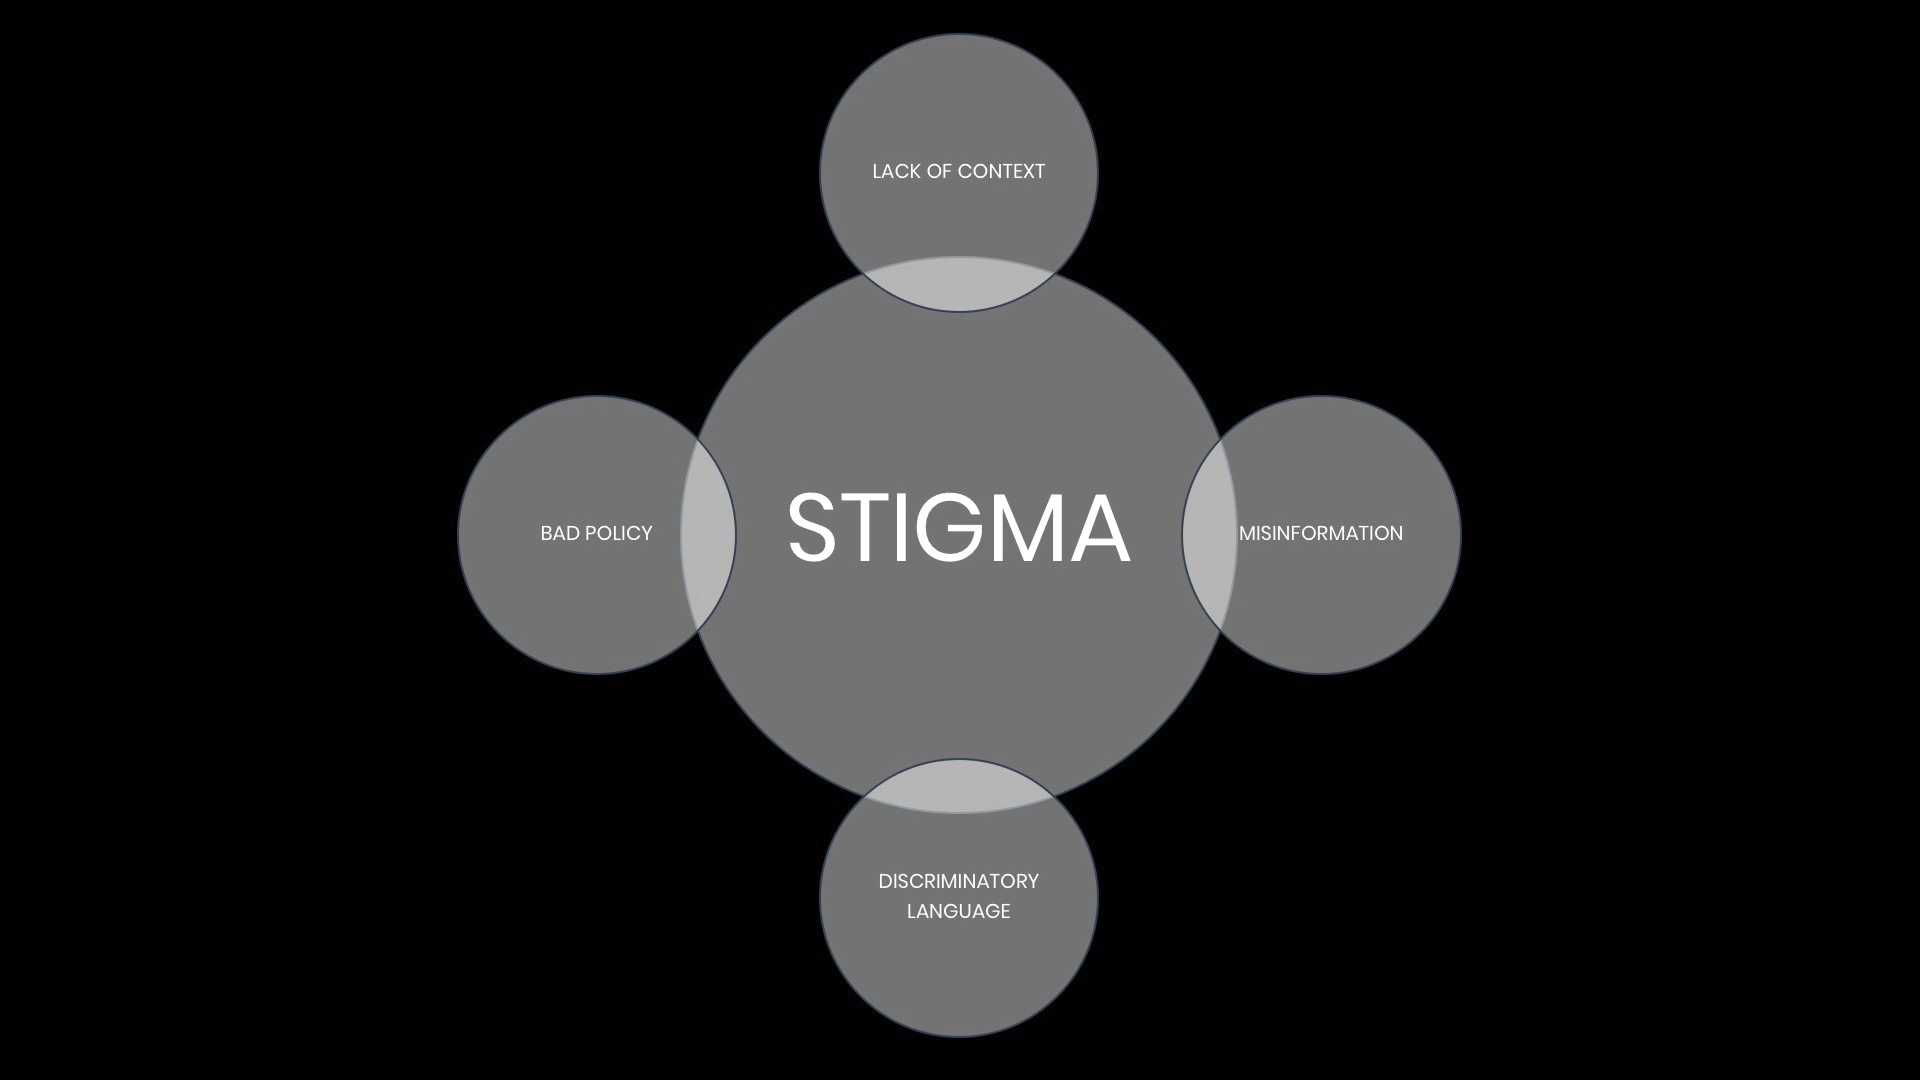 LACK OF CONTEXT
BAD POLICY
STIGMA
MISINFORMATION
DISCRIMINATORY
LANGUAGE